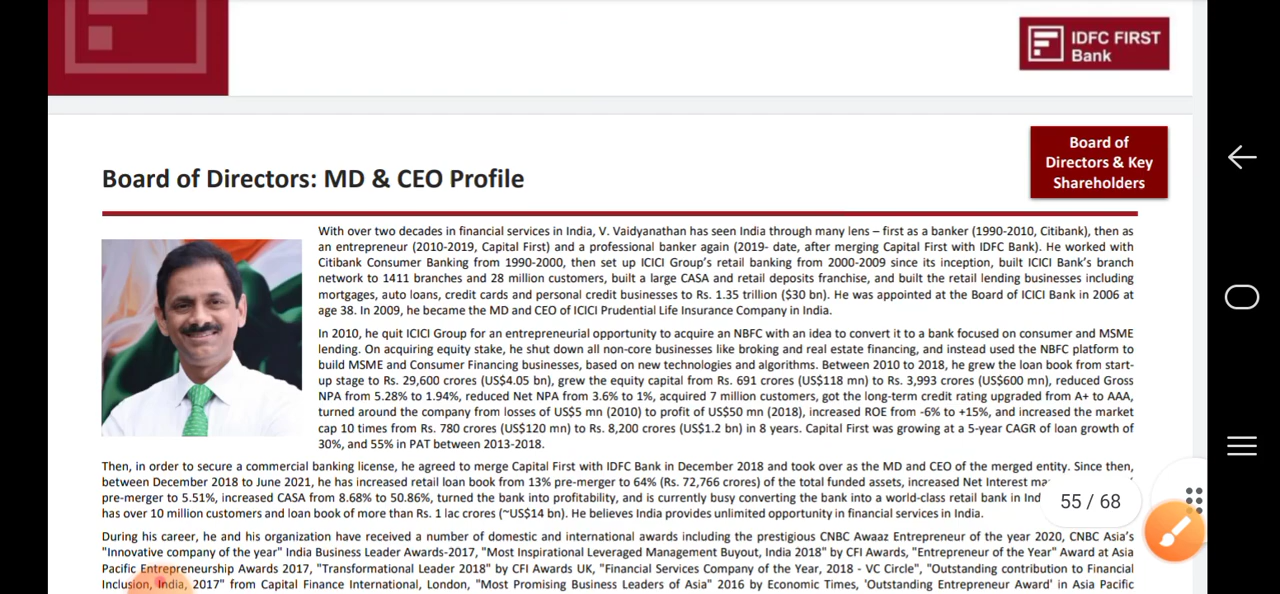 IDFC FIRST
Bank
Board of
Directors & Key
Shareholders
Board of Directors: MD & CEO Profile
With over two decades in financial services in India, V. Vaidyanathan has seen India through many lens – first as a banker (1990-2010, Citibank), then as
an entrepreneur (2010-2019, Capital First) and a professional banker again (2019- date, after merging Capital First with IDFC Bank). He worked with
Citibank Consumer Banking from 1990-2000, then set up ICICI Group's retail banking from 2000-2009 since its inception, built ICICI Bank's branch
network to 1411 branches and 28 million customers, built a large CASA and retail deposits franchise, and built the retail lending businesses including
mortgages, auto loans, credit cards and personal credit businesses to Rs. 1.35 trillion ($30 bn). He was appointed at the Board of ICICI Bank in 2006 at
age 38. In 2009, he became the MD and CEO of ICICI Prudential Life Insurance Company in India.
In 2010, he quit ICICI Group for an entrepreneurial opportunity to acquire an NBFC with an idea to convert it to a bank focused on consumer and MSME
lending. On acquiring equity stake, he shut down all non-core businesses like broking and real estate financing, and instead used the NBFC platform to
build MSME and Consumer Financing businesses, based on new technologies and algorithms. Between 2010 to 2018, he grew the loan book from start-
up stage to Rs. 29,600 crores (US$4.05 bn), grew the equity capital from Rs. 691 crores (US$118 mn) to Rs. 3,993 crores (US$600 mn), reduced Gross
NPA from 5.28% to 1.94%, reduced Net NPA from 3.6% to 1%, acquired 7 million customers, got the long-term credit rating upgraded from A+ to AAA,
turned around the company from losses of US$5 mn (2010) to profit of US$50 mn (2018), increased ROE from -6% to +15%, and increased the market
cap 10 times from Rs. 780 crores (US$120 mn) to Rs. 8,200 crores (US$1.2 bn) in 8 years. Capital First was growing at a 5-year CAGR of loan growth of
30%, and 55% in PAT between 2013-2018.
Then, in order to secure a commercial banking license, he agreed to merge Capital First with IDFC Bank in December 2018 and took over as the MD and CEO of the merged entity. Since then,
between December 2018 to June 2021, he has increased retail loan book from 13% pre-merger to 64% (Rs. 72,766 crores) of the total funded assets, increased Net Interest
pre-merger to 5.51%, increased CASA from 8.68% to 50.86%, turned the bank into profitability, and is currently busy converting the bank into a world-class retail bank in
has over 10 million customers and loan book of more than Rs. 1 lac crores (~US$14 bn). He believes India provides unlimited opportunity in financial services in India.
55 / 68
During his career, he and his organization have received a number of domestic and international awards including the prestigious CNBC Awaaz Entrepreneur of the year 2020, CNBC Asia's
"Innovative company of the year" India Business Leader Awards-2017, "Most Inspirational Leveraged Management Buyout, India 2018" by CFI Awards, "Entrepreneur of the Year" Award at Asia
Pacific Entrepreneurship Awards 2017, "Transformational Leader 2018" by CFI Awards UK, "Financial Services Company of the Year, 2018 - VC Circle", "Outstanding contribution to Financial
Inclusion, India, 2017" from Capital Finance International, London, "Most Promising Business Leaders of Asia" 2016 by Economic Times, 'Outstanding Entrepreneur Award' in Asia Pacific